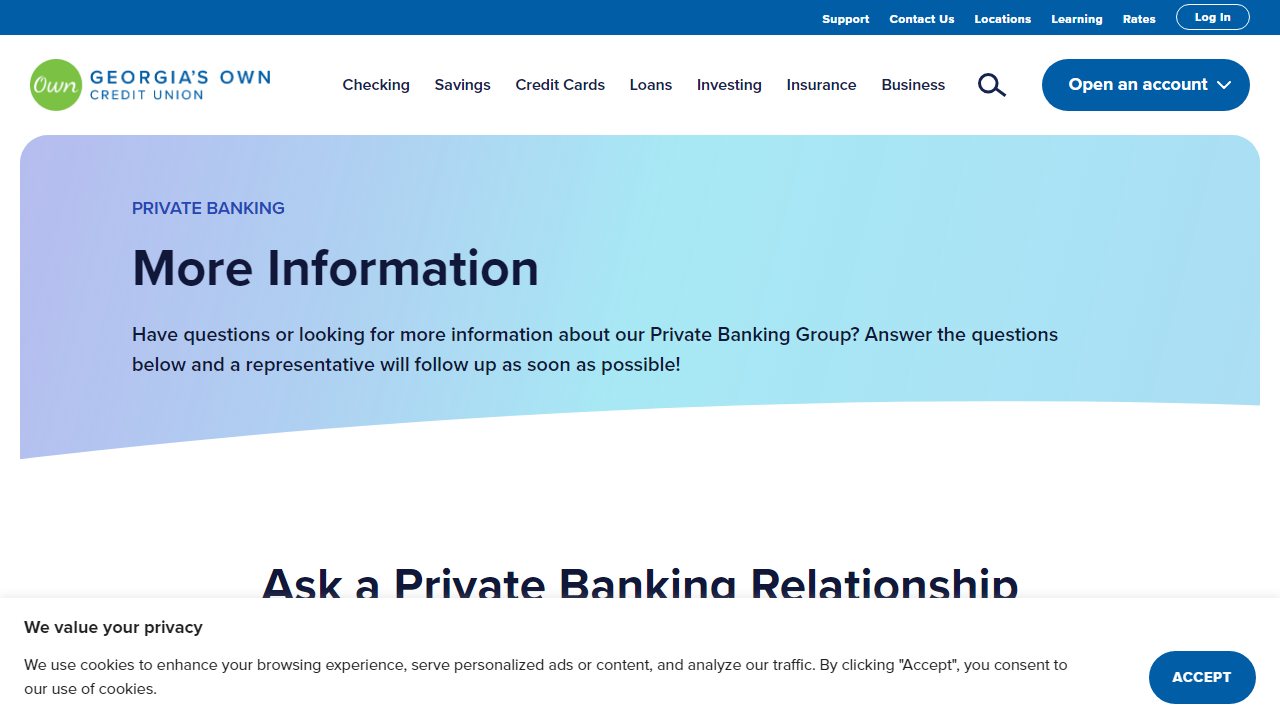 Support Contact Us Locations Learning Rates Log In
Own GEORGIA'S OWN
CREDIT UNION
Checking Savings Credit Cards Loans Investing Insurance Business Open an account
PRIVATE BANKING
More Information
Have questions or looking for more information about our Private Banking Group? Answer the questions
below and a representative will follow up as soon as possible!
Ask a Private Banking Relationship
We value your privacy
We use cookies to enhance your browsing experience, serve personalized ads or content, and analyze our traffic. By clicking "Accept", you consent to
our use of cookies.
ACCEPT